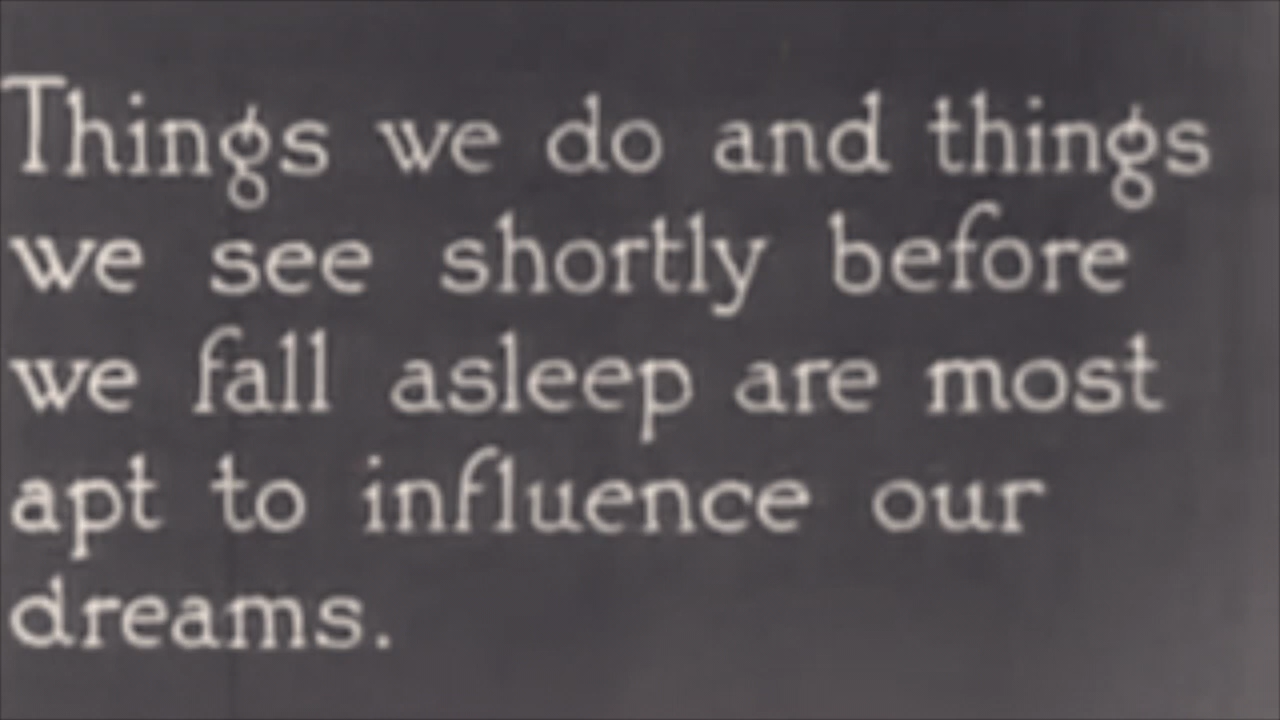 Things we do and things
we see shortly before
we fall asleep are most
apt to influence our
dreams.